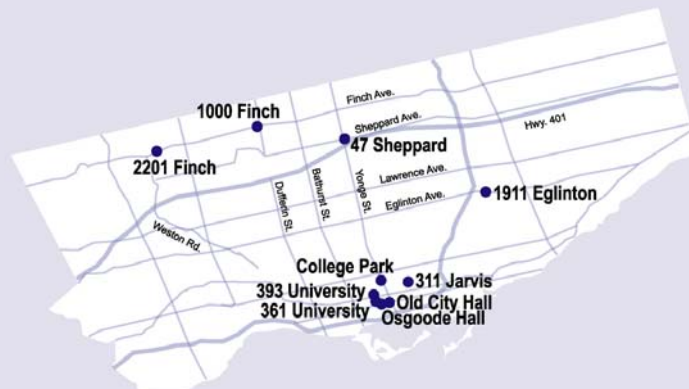 Finch Ave.
1000 Finch
Sheppard Ave.
Hwy. 401
47 Sheppard
2201 Finch
Lawrence Ave.
1911 Eglinton
Eglinton Ave.
Dufferin St.
Bathurst St.
Yonge St.
Weston Rd.
College Park
311 Jarvis
393 University
Old City Hall
361 University
Osgoode Hall